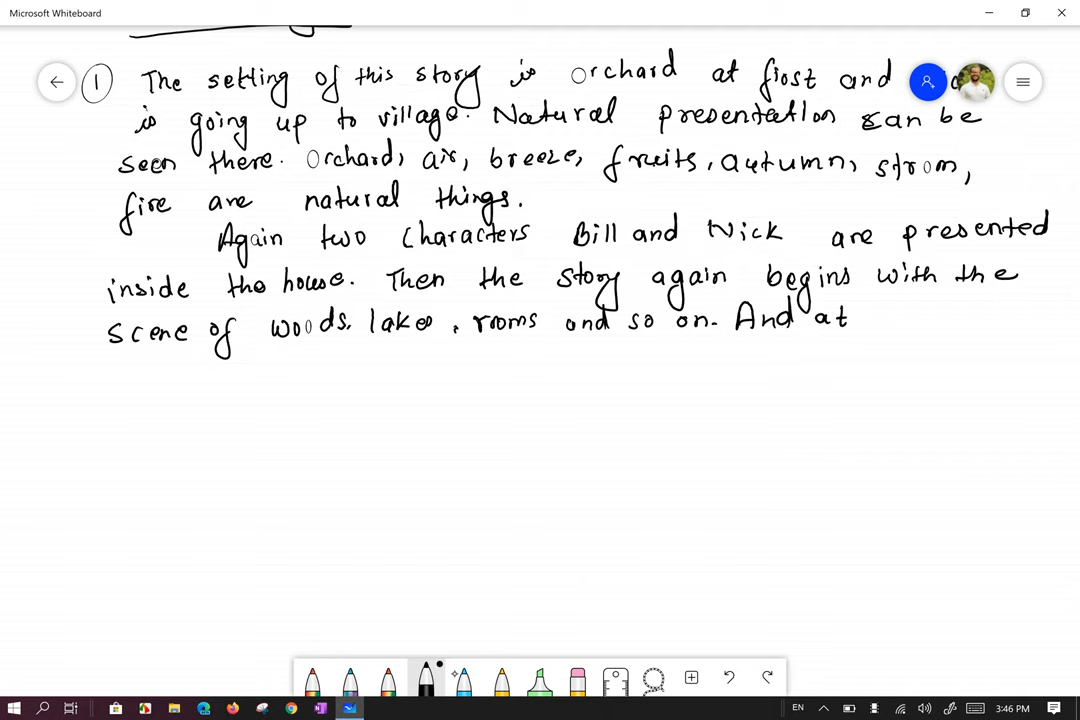 Microsoft Whiteboard
1 The setling of this story is orchard at fiost and
is going up to village. Natural presentation can be
seen there. Orchard, air, breeze, fruits, autumn, strom,
fire are natural things.
Again two characters Bill and Nick are presented
inside the house. Then the story again begins with the
scene of woods, lakes, rooms and so on. And at
EN
3:46 PM